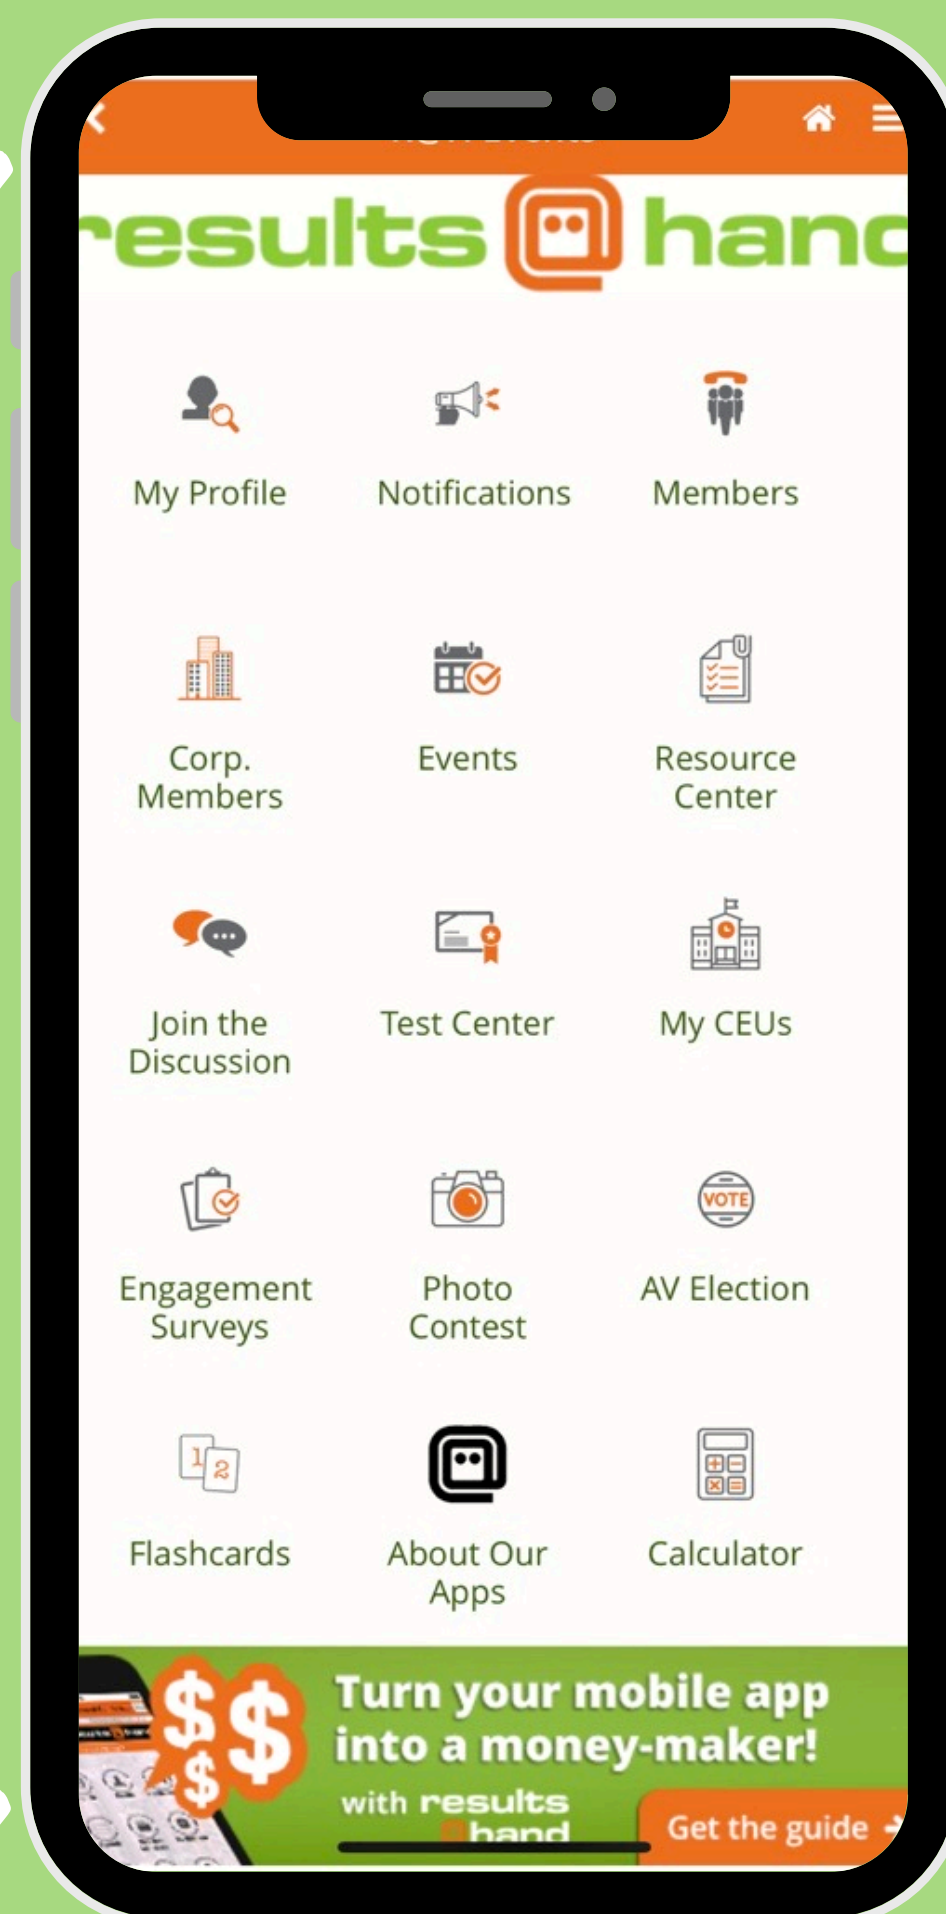 results @ hand
My Profile
Notifications
Members
Corp.
Members
Events
Resource
Center
Join the
Discussion
Test Center
My CEUs
Engagement
Surveys
Photo
Contest
VOTE
AV Election
1
2
Flashcards
About Our
Apps
Calculator
$ $
$
Turn your mobile app
into a money-maker!
with results
hand
Get the guide